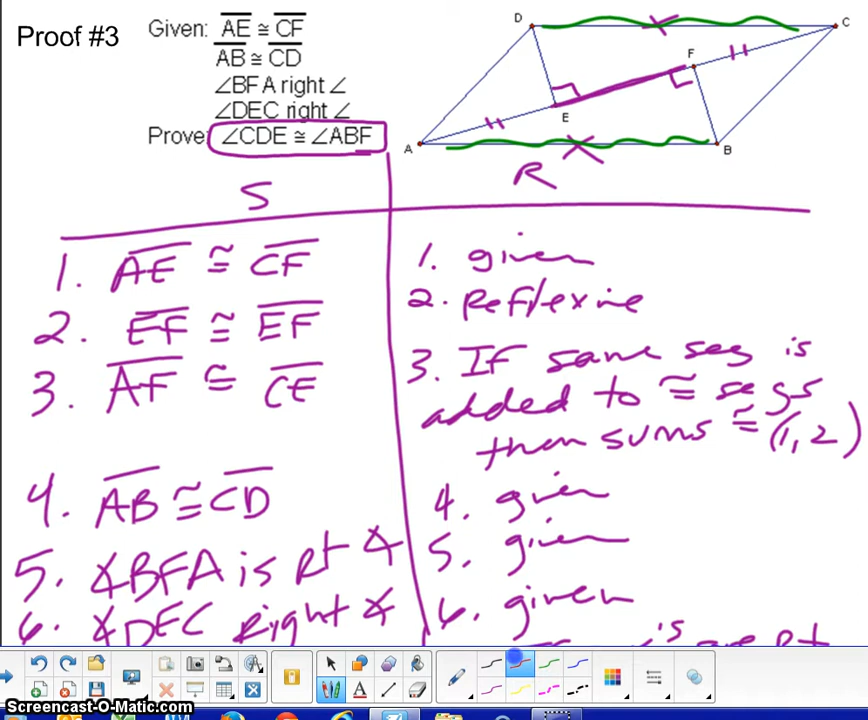 Proof #3
Given: AE ≅ CF
AB ≅ CD
∠BFA right ∠
∠DEC right ∠
Prove: ∠CDE ≅ ∠ABF
D
C
F
E
A
B
S
R
1. AE ≅ CF
1. given
2. EF ≅ EF
2. Reflexive
3. AF ≅ CE
3. If same seg is
added to ≅ segs
then sums ≅ (1,2)
4. AB ≅ CD
4. given
5. ∡BFA is Rt ∡
5. given
6. ∡DEC Right ∡
6. given
Screencast-O-Matic.com